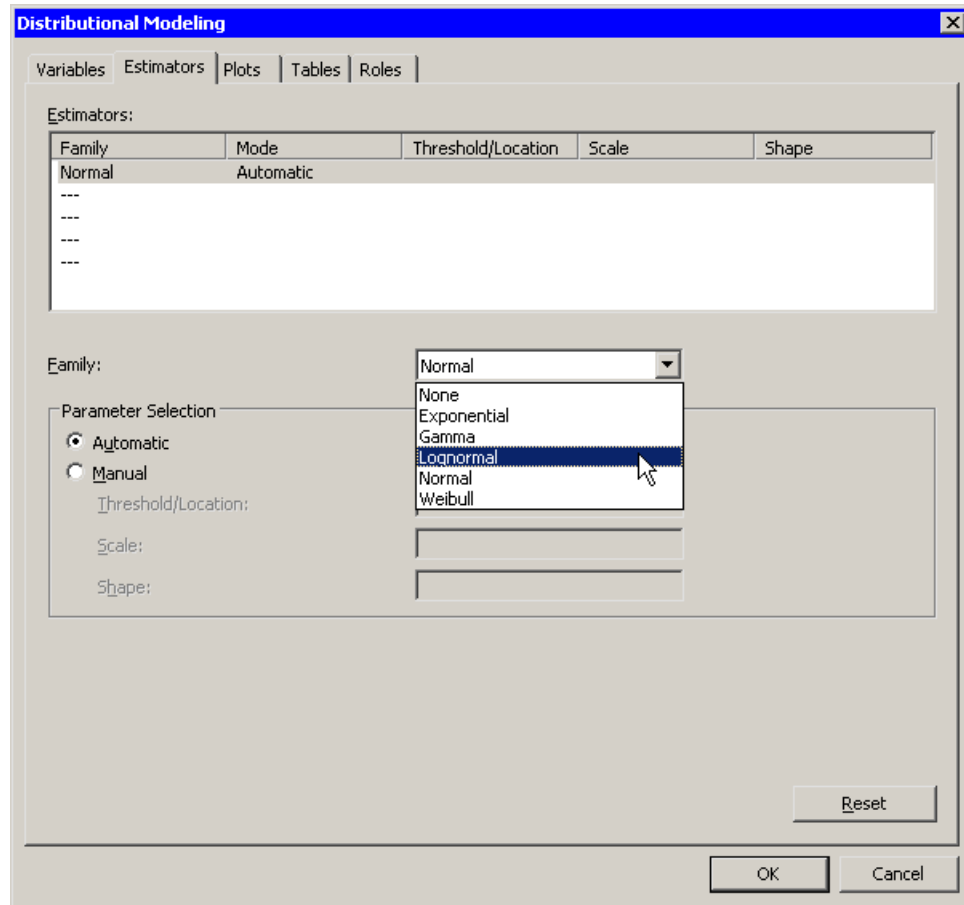 Distributional Modeling
Variables Estimators Plots Tables Roles
Estimators:
Family Mode Threshold/Location Scale Shape
Normal Automatic
---
---
---
---
Family: Normal
None
Parameter Selection Exponential
Automatic Gamma
Lognormal
Manual Normal
Weibull
Threshold/Location:
Scale:
Shape:
Reset
OK Cancel